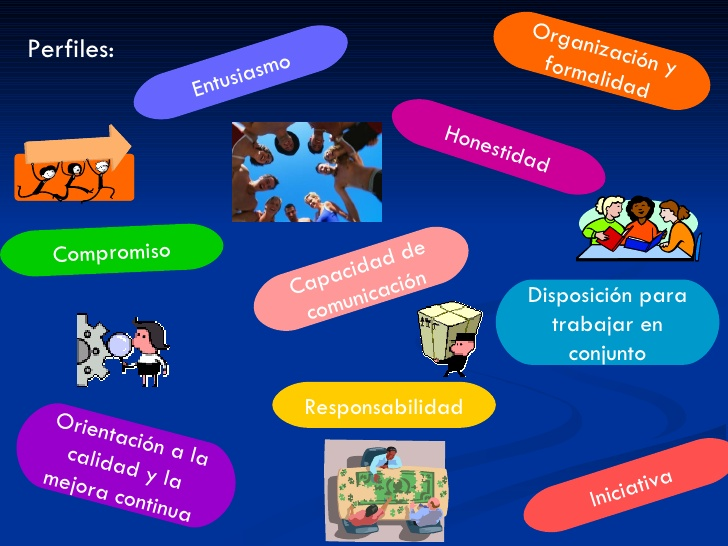 Perfiles:
Entusiasmo
Organización y
formalidad
Honestidad
Compromiso
Capacidad de
comunicación
Disposición para
trabajar en
conjunto
Responsabilidad
Orientación a la
calidad y la
mejora continua
Iniciativa